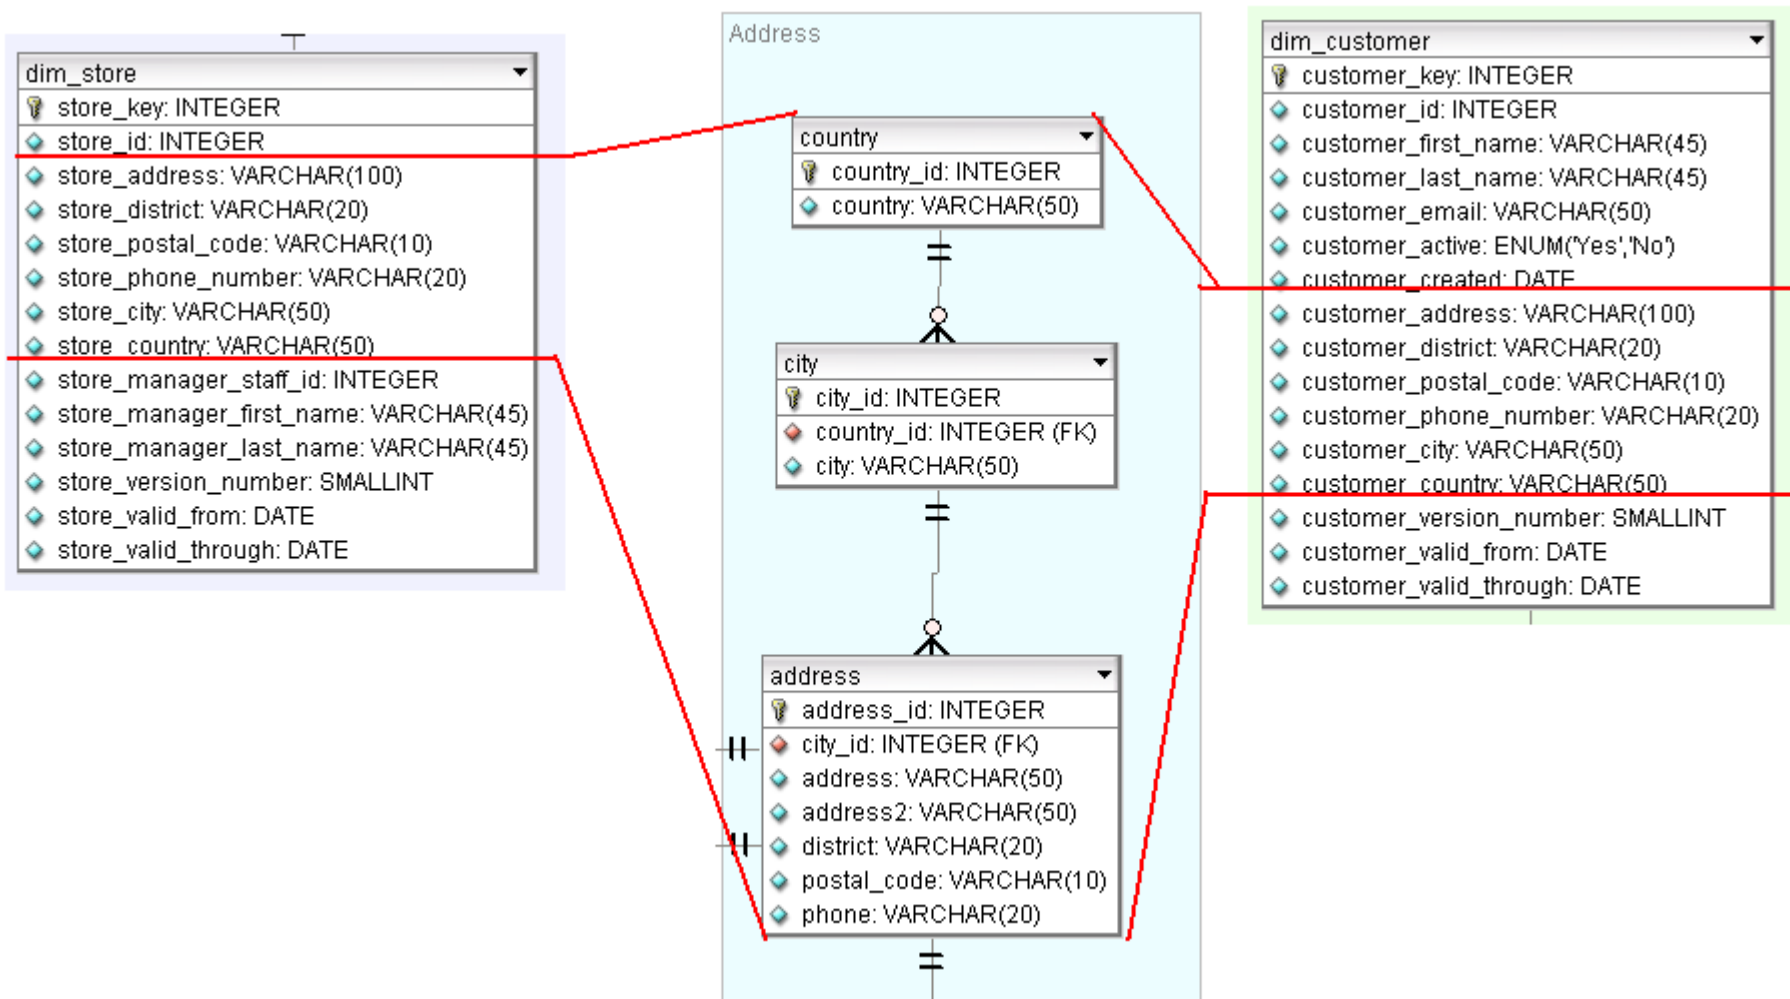 dim_store
store_key: INTEGER
store_id: INTEGER
store_address: VARCHAR(100)
store_district: VARCHAR(20)
store_postal_code: VARCHAR(10)
store_phone_number: VARCHAR(20)
store_city: VARCHAR(50)
store_country: VARCHAR(50)
store_manager_staff_id: INTEGER
store_manager_first_name: VARCHAR(45)
store_manager_last_name: VARCHAR(45)
store_version_number: SMALLINT
store_valid_from: DATE
store_valid_through: DATE
Address
country
country_id: INTEGER
country: VARCHAR(50)
city
city_id: INTEGER
country_id: INTEGER (FK)
city: VARCHAR(50)
address
address_id: INTEGER
city_id: INTEGER (FK)
address: VARCHAR(50)
address2: VARCHAR(50)
district: VARCHAR(20)
postal_code: VARCHAR(10)
phone: VARCHAR(20)
dim_customer
customer_key: INTEGER
customer_id: INTEGER
customer_first_name: VARCHAR(45)
customer_last_name: VARCHAR(45)
customer_email: VARCHAR(50)
customer_active: ENUM('Yes','No')
customer_created: DATE
customer_address: VARCHAR(100)
customer_district: VARCHAR(20)
customer_postal_code: VARCHAR(10)
customer_phone_number: VARCHAR(20)
customer_city: VARCHAR(50)
customer_country: VARCHAR(50)
customer_version_number: SMALLINT
customer_valid_from: DATE
customer_valid_through: DATE